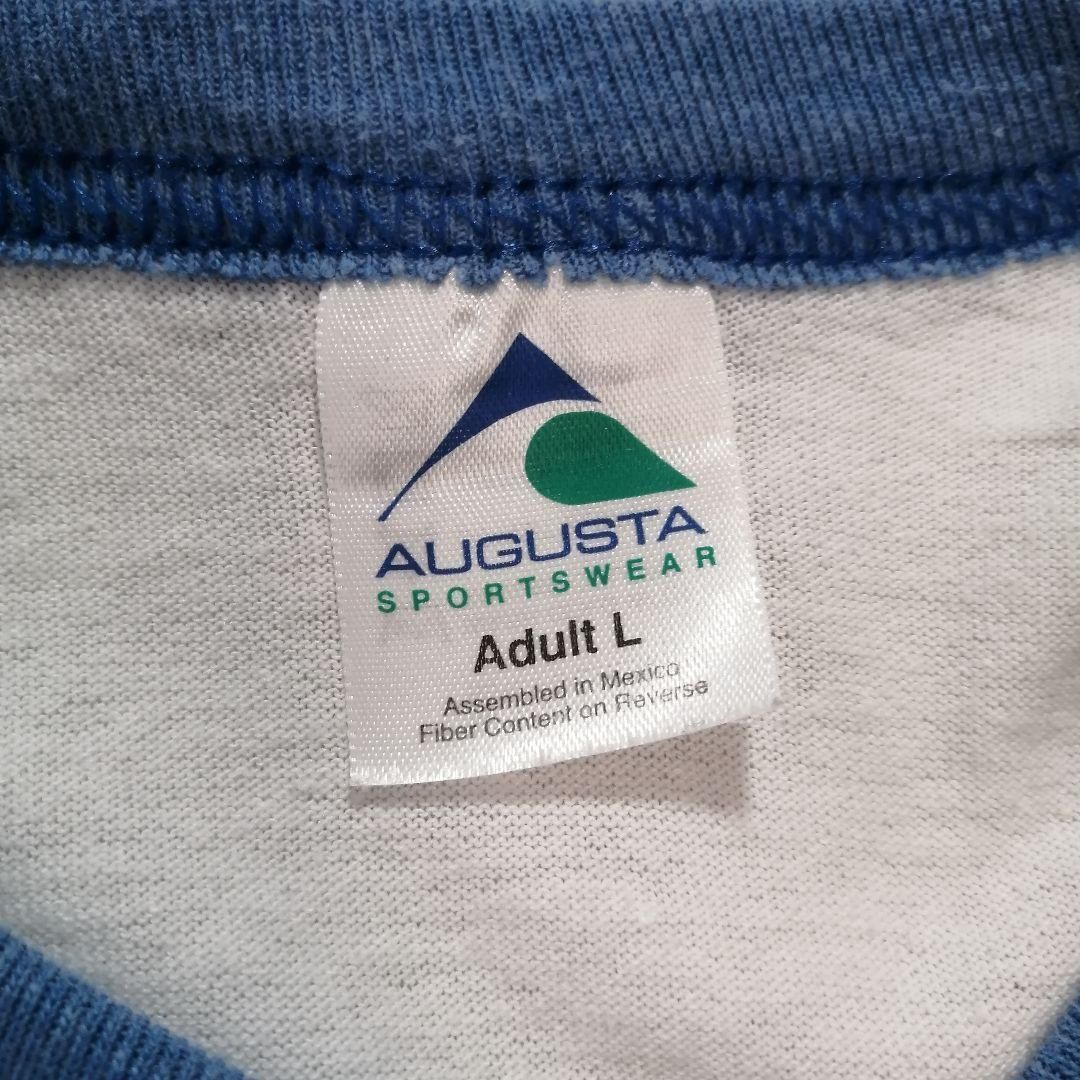 AUGUSTA
SPORTSWEAR
Adult L
Assembled in Mexico
Fiber Content on Reverse